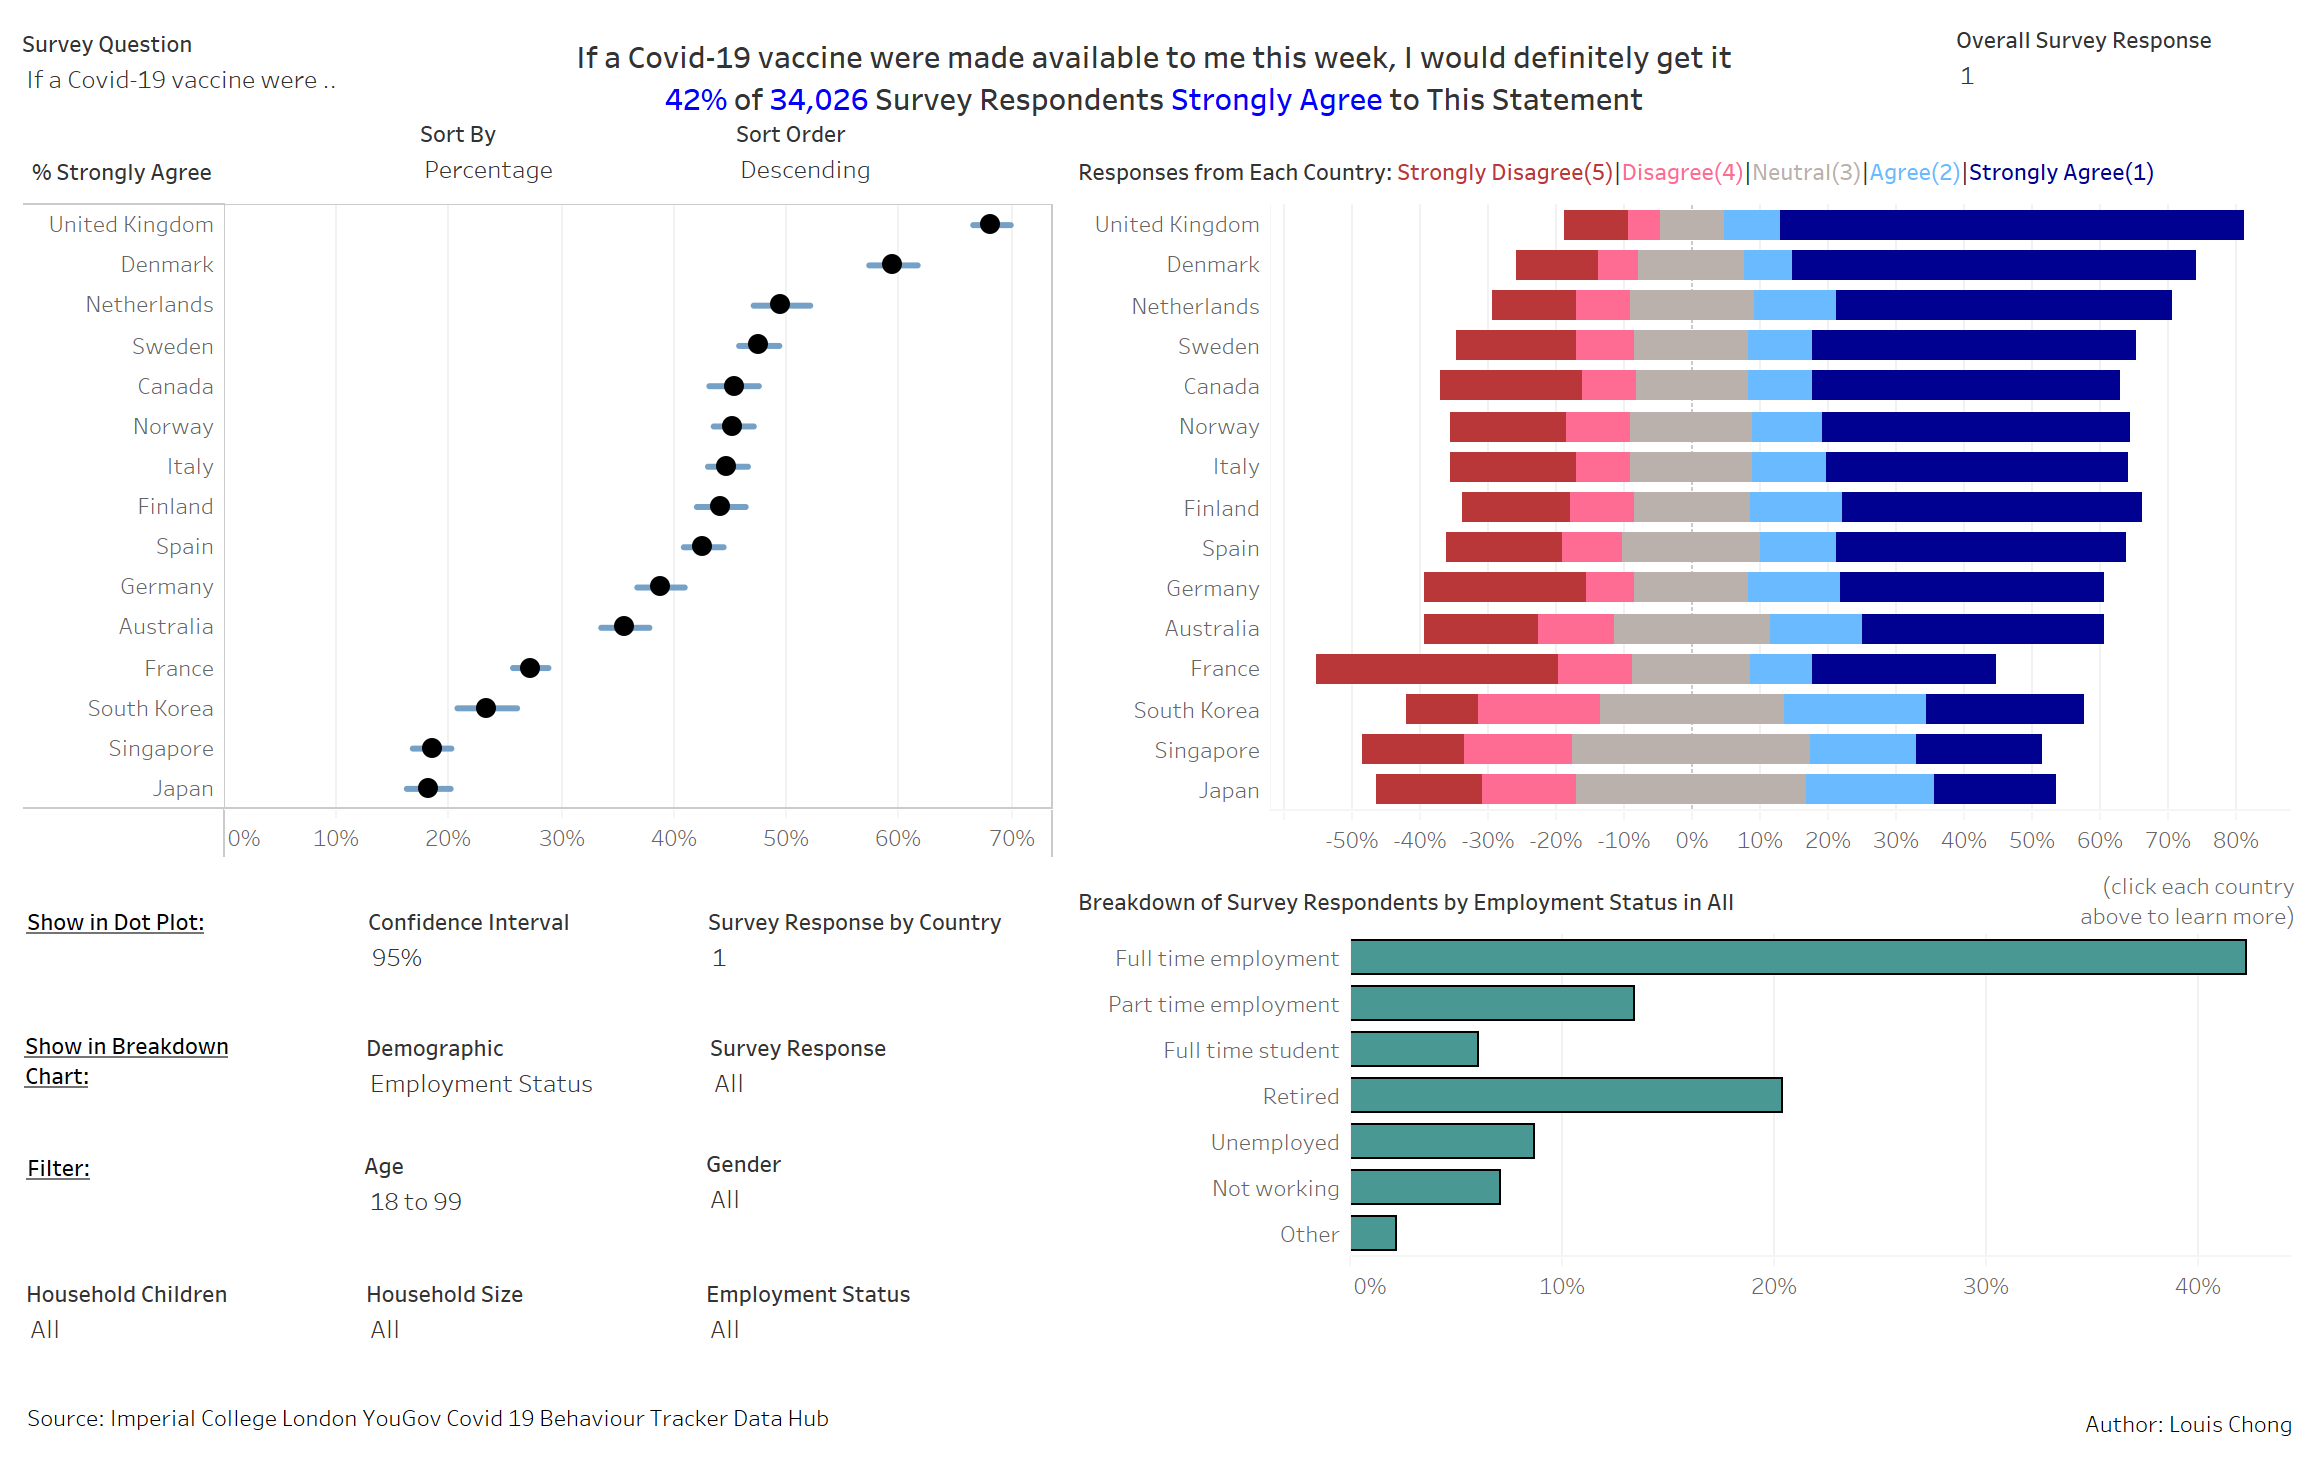 Survey Question
If a Covid-19 vaccine were ..
If a Covid-19 vaccine were made available to me this week, I would definitely get it
42% of 34,026 Survey Respondents Strongly Agree to This Statement
Overall Survey Response
1
Sort By
Percentage
Sort Order
Descending
% Strongly Agree
United Kingdom
Denmark
Netherlands
Sweden
Canada
Norway
Italy
Finland
Spain
Germany
Australia
France
South Korea
Singapore
Japan
0% 10% 20% 30% 40% 50% 60% 70%
Responses from Each Country: Strongly Disagree(5)|Disagree(4)|Neutral(3)|Agree(2)|Strongly Agree(1)
United Kingdom
Denmark
Netherlands
Sweden
Canada
Norway
Italy
Finland
Spain
Germany
Australia
France
South Korea
Singapore
Japan
-50% -40% -30% -20% -10% 0% 10% 20% 30% 40% 50% 60% 70% 80%
Show in Dot Plot:
Confidence Interval
95%
Survey Response by Country
1
Show in Breakdown
Chart:
Demographic
Employment Status
Survey Response
All
Filter:
Age
18 to 99
Gender
All
Household Children
All
Household Size
All
Employment Status
All
Breakdown of Survey Respondents by Employment Status in All
(click each country
above to learn more)
Full time employment
Part time employment
Full time student
Retired
Unemployed
Not working
Other
0% 10% 20% 30% 40%
Source: Imperial College London YouGov Covid 19 Behaviour Tracker Data Hub
Author: Louis Chong